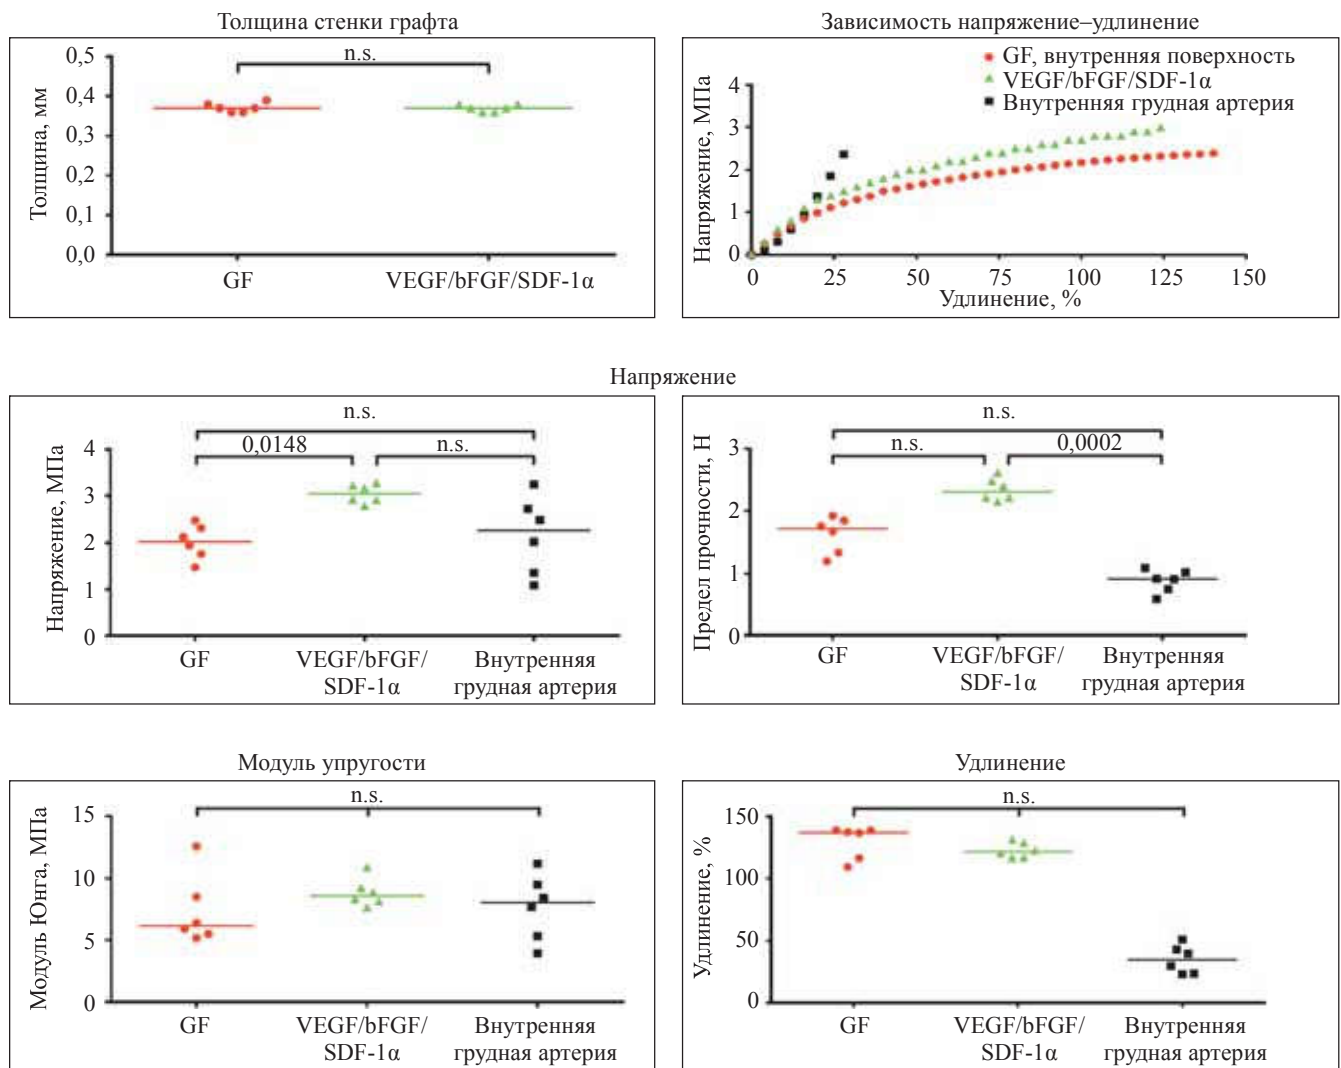 Толщина стенки графта
n.s.
0,5
0,4
0,3
0,2
0,1
0,0
Толщина, мм
GF
VEGF/bFGF/SDF-1α
Зависимость напряжение–удлинение
GF, внутренняя поверхность
VEGF/bFGF/SDF-1α
Внутренняя грудная артерия
4
3
2
1
0
Напряжение, МПа
0
25
50
75
100
125
150
Удлинение, %
Напряжение
n.s.
0,0148
n.s.
4
3
2
1
0
Напряжение, МПа
GF
VEGF/bFGF/
SDF-1α
Внутренняя
грудная артерия
n.s.
n.s.
0,0002
3
2
1
0
Предел прочности, Н
GF
VEGF/bFGF/
SDF-1α
Внутренняя
грудная артерия
Модуль упругости
n.s.
15
10
5
0
Модуль Юнга, МПа
GF
VEGF/bFGF/
SDF-1α
Внутренняя
грудная артерия
Удлинение
n.s.
150
100
50
0
Удлинение, %
GF
VEGF/bFGF/
SDF-1α
Внутренняя
грудная артерия